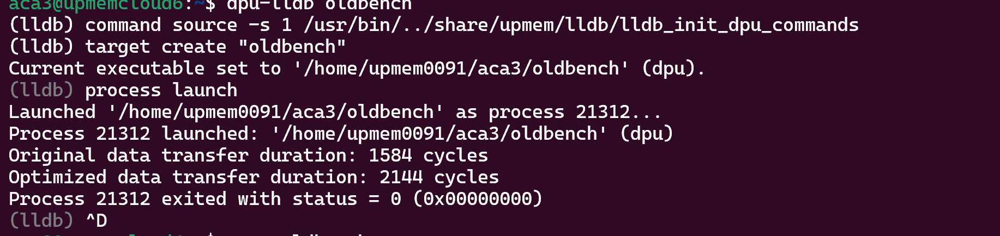 aca3@upmemcloud6:~$ dpu-lldb oldbench
(lldb) command source -s 1 /usr/bin/../share/upmem/lldb/lldb_init_dpu_commands
(lldb) target create "oldbench"
Current executable set to '/home/upmem0091/aca3/oldbench' (dpu).
(lldb) process launch
Launched '/home/upmem0091/aca3/oldbench' as process 21312...
Process 21312 launched: '/home/upmem0091/aca3/oldbench' (dpu)
Original data transfer duration: 1584 cycles
Optimized data transfer duration: 2144 cycles
Process 21312 exited with status = 0 (0x00000000)
(lldb) ^D